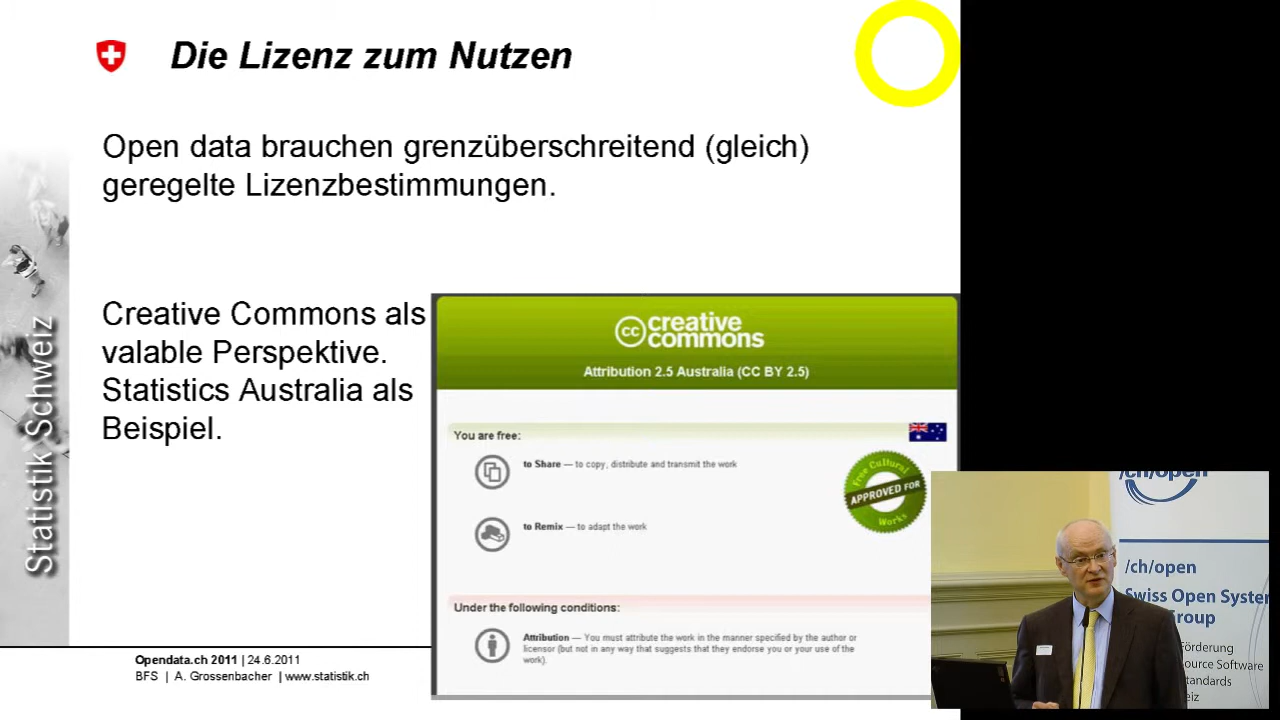 Die Lizenz zum Nutzen
Open data brauchen grenzüberschreitend (gleich)
geregelte Lizenzbestimmungen.
Creative Commons als
valable Perspektive.
Statistics Australia als
Beispiel.
Statistik Schweiz
cc creative
commons
Attribution 2.5 Australia (CC BY 2.5)
You are free:
to Share — to copy, distribute and transmit the work
to Remix — to adapt the work
Free Cultural
APPROVED FOR
Works
Under the following conditions:
Attribution — You must attribute the work in the manner specified by the author or
licensor (but not in any way that suggests that they endorse you or your use of the
work).
Opendata.ch 2011 | 24.6.2011
BFS | A. Grossenbacher | www.statistik.ch
/ch/open
/ch/open
Swiss Open Syste
Group
Förderung
ource Software
tandards
eiz